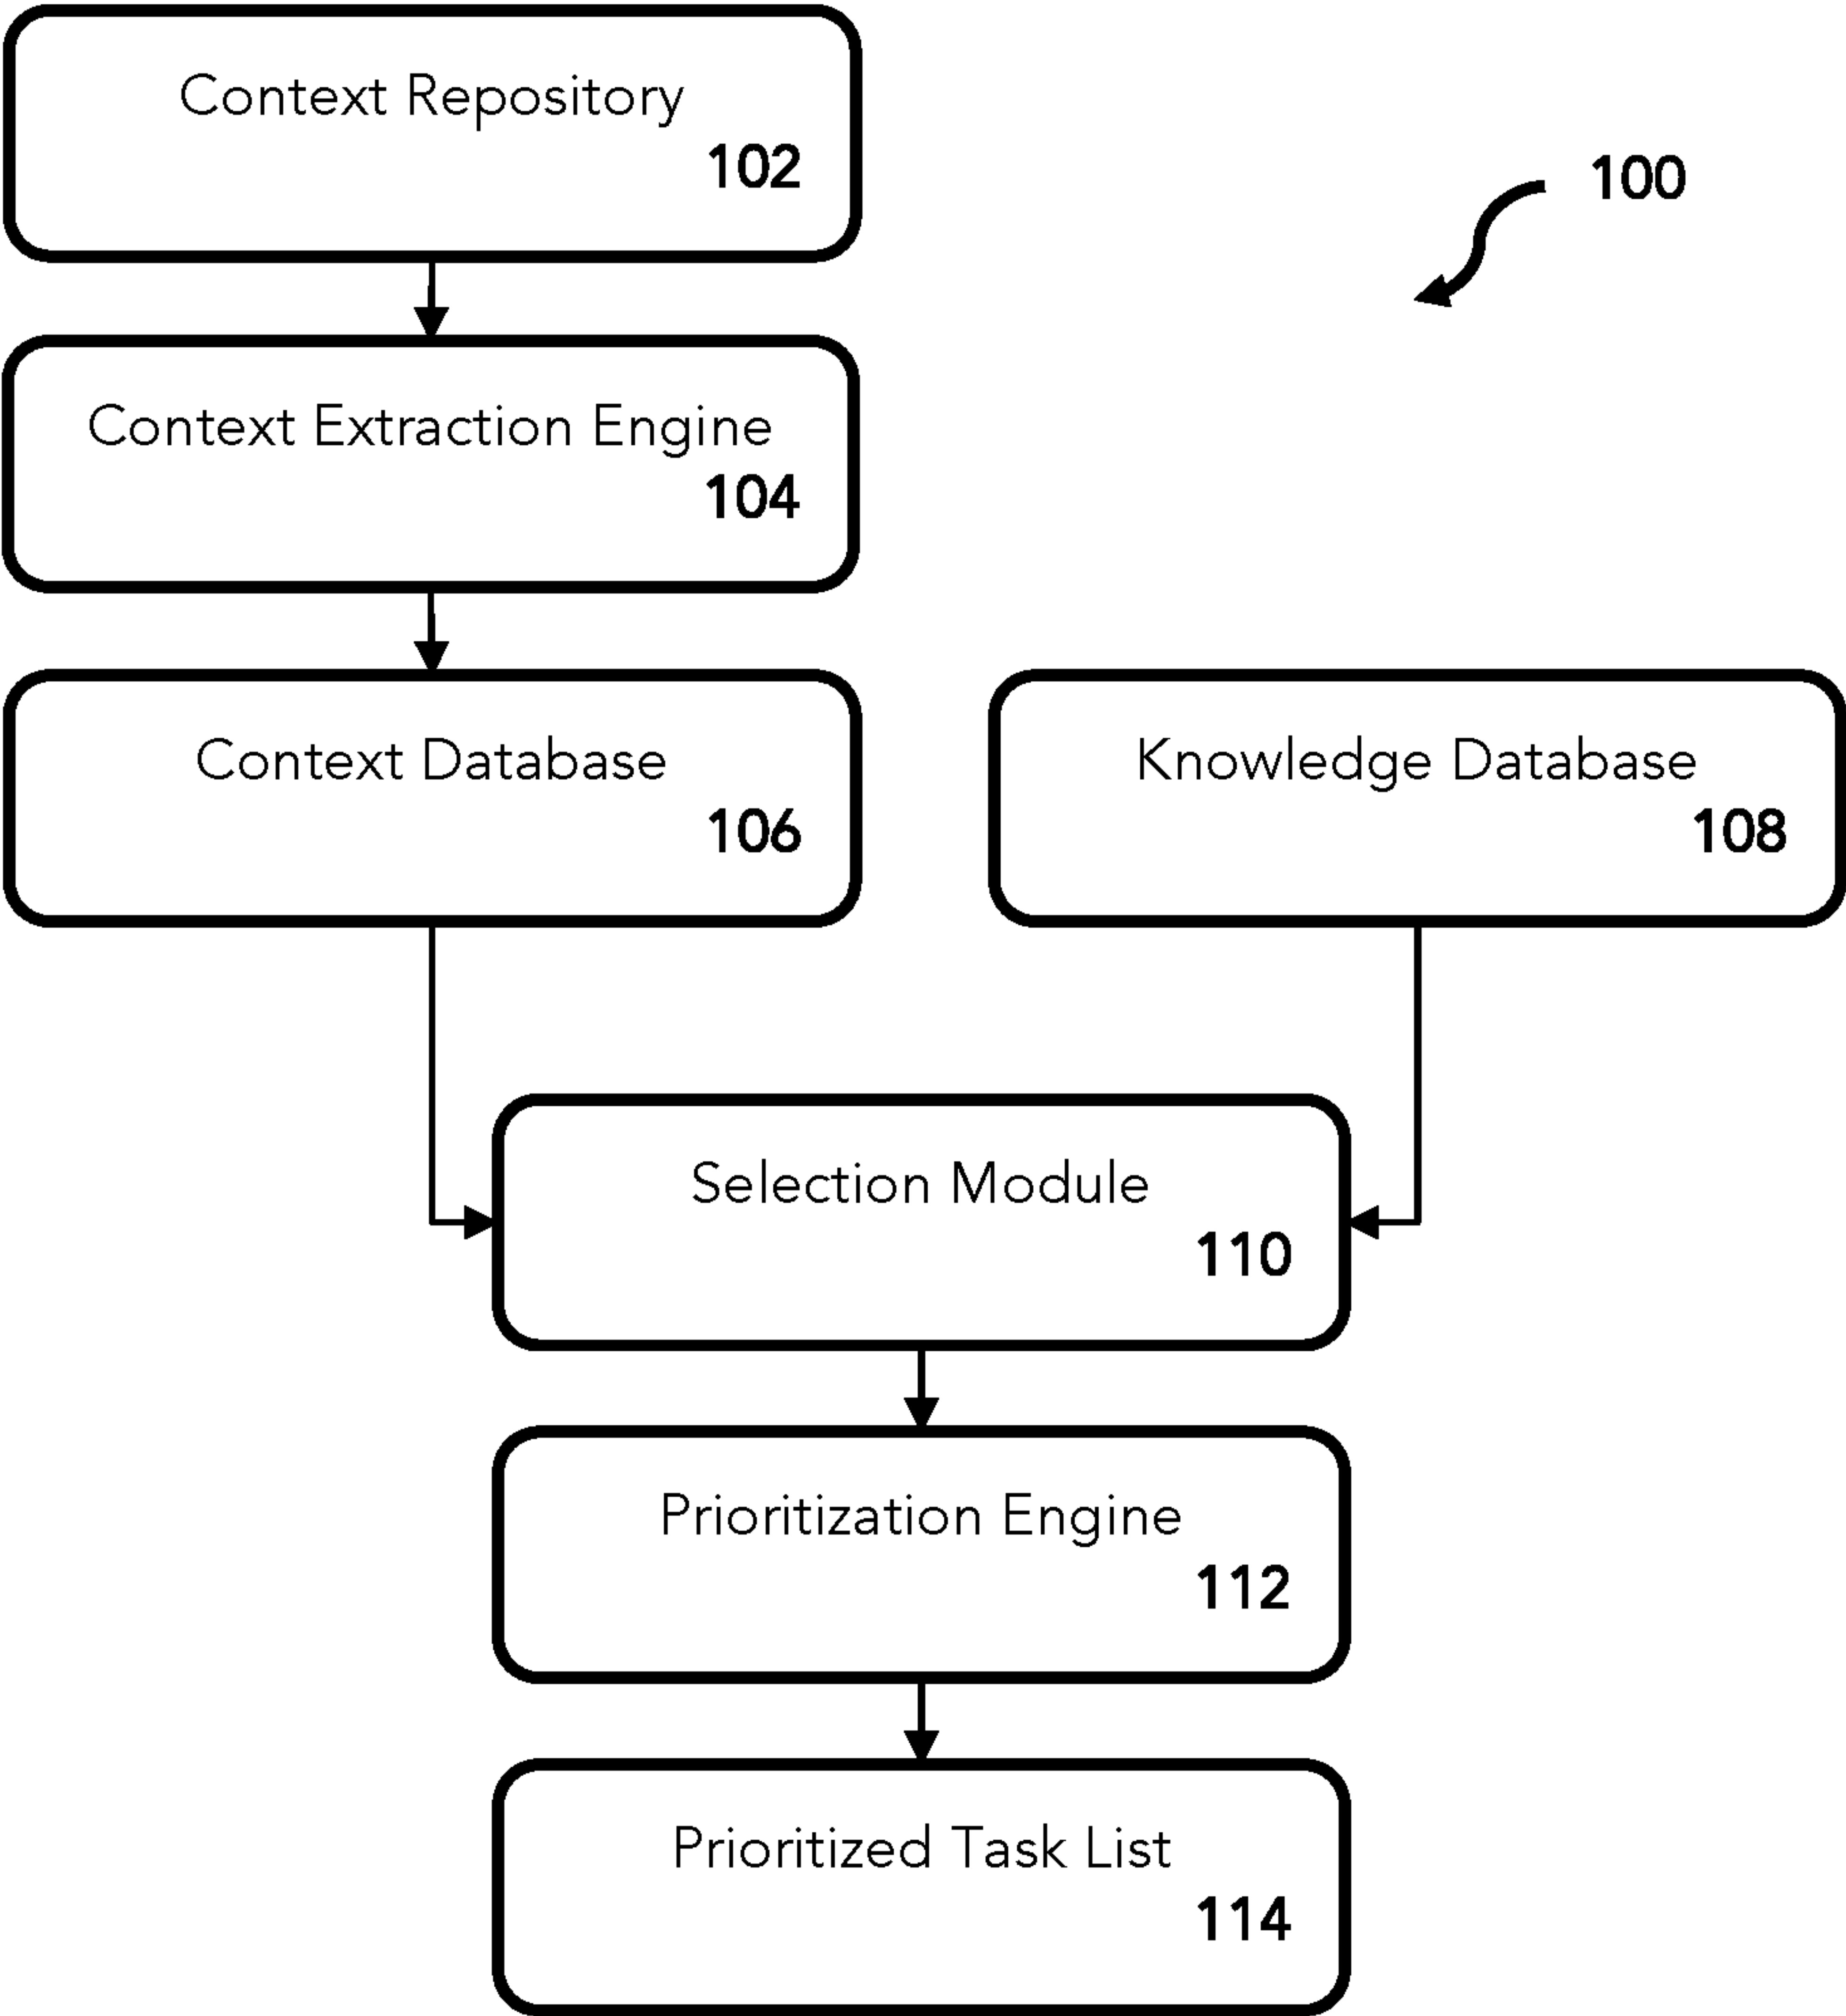 Context Repository
102
100
Context Extraction Engine
104
Context Database
106
Knowledge Database
108
Selection Module
110
Prioritization Engine
112
Prioritized Task List
114